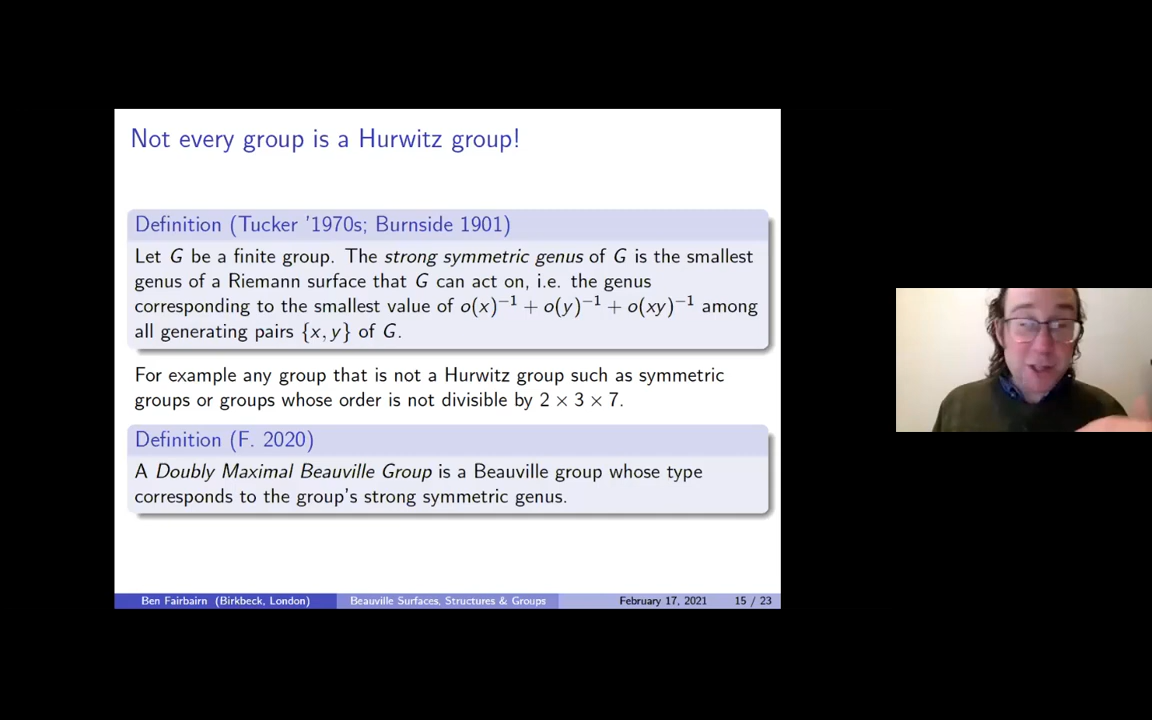 Not every group is a Hurwitz group!
Definition (Tucker '1970s; Burnside 1901)
Let G be a finite group. The strong symmetric genus of G is the smallest
genus of a Riemann surface that G can act on, i.e. the genus
corresponding to the smallest value of o(x)⁻¹ + o(y)⁻¹ + o(xy)⁻¹ among
all generating pairs {x, y} of G.
For example any group that is not a Hurwitz group such as symmetric
groups or groups whose order is not divisible by 2 × 3 × 7.
Definition (F. 2020)
A Doubly Maximal Beauville Group is a Beauville group whose type
corresponds to the group's strong symmetric genus.
Ben Fairbairn (Birkbeck, London) Beauville Surfaces, Structures & Groups February 17, 2021 15 / 23